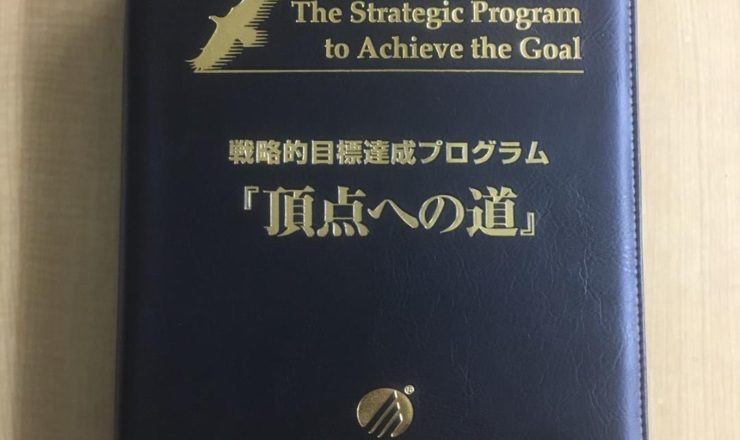 The Strategic Program
to Achieve the Goal
戦略的目標達成プログラム
『頂点への道』
®